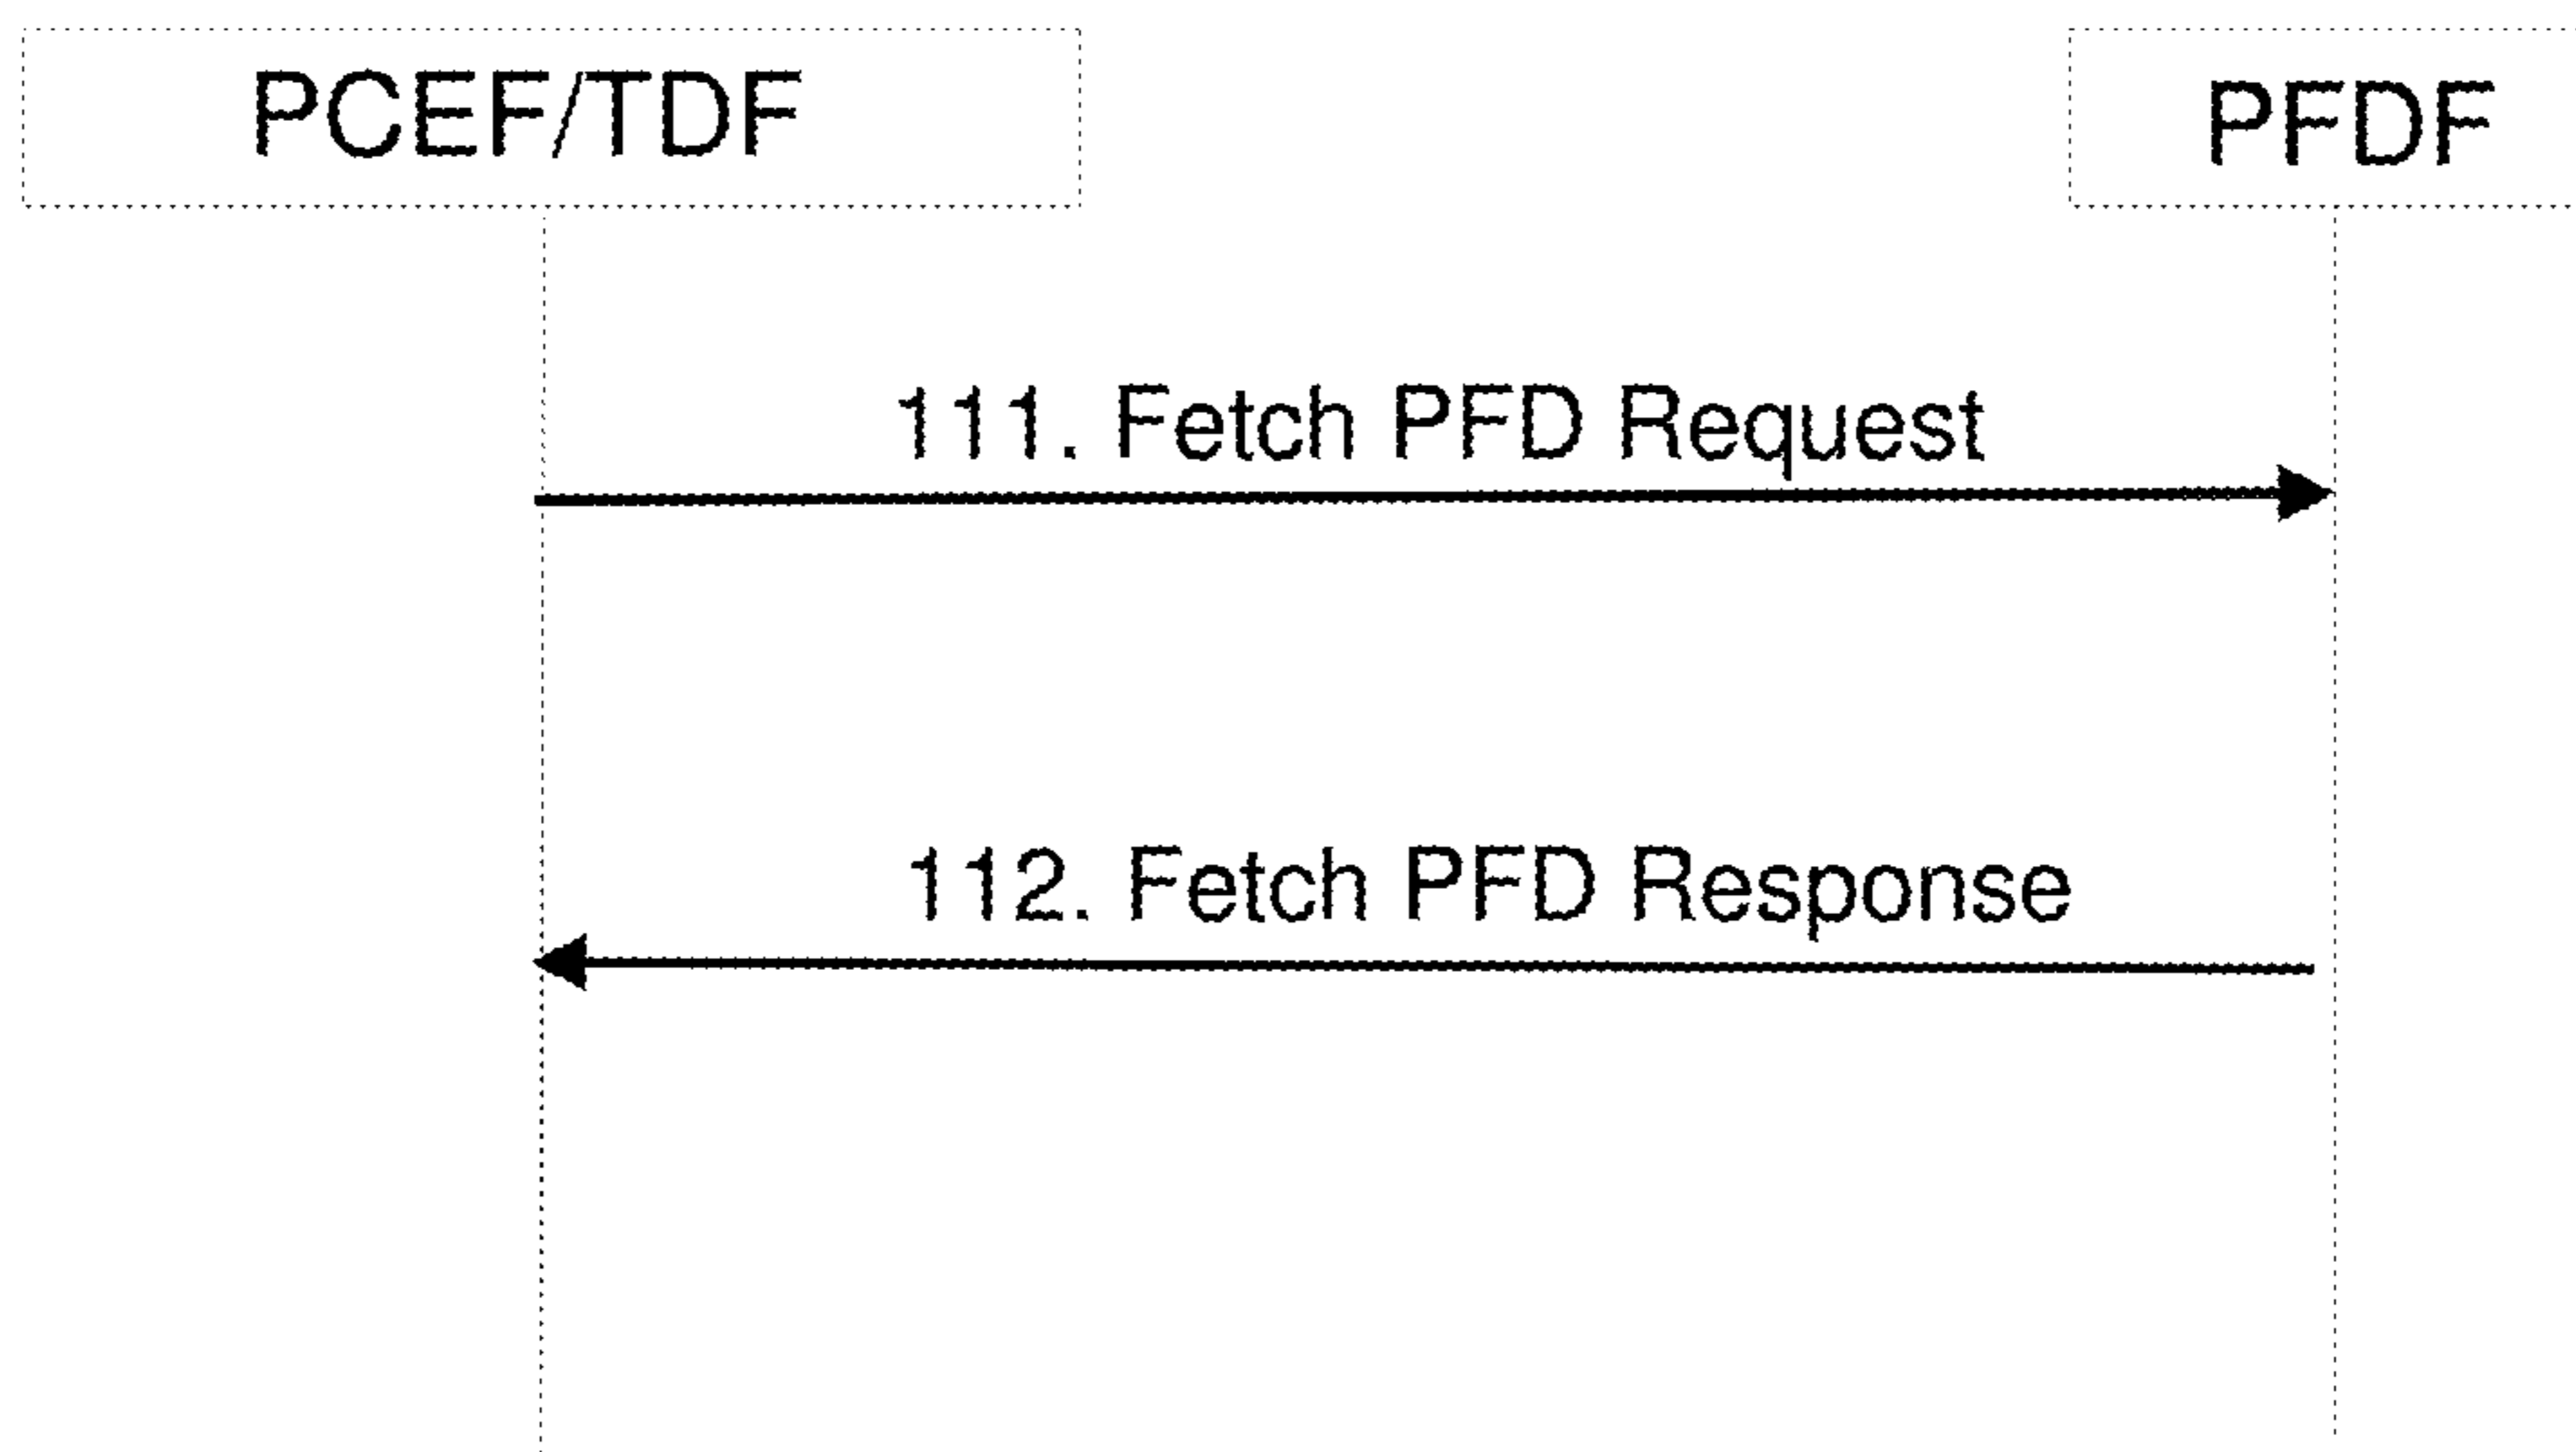 PCEF/TDF
PFDF
111. Fetch PFD Request
112. Fetch PFD Response